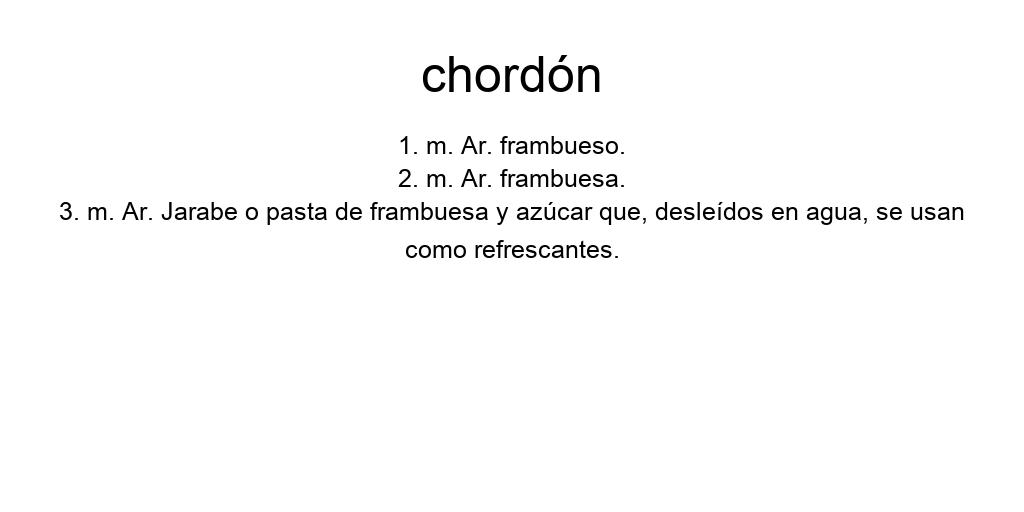 chordón
1. m. Ar. frambueso.
2. m. Ar. frambuesa.
3. m. Ar. Jarabe o pasta de frambuesa y azúcar que, desleídos en agua, se usan
como refrescantes.